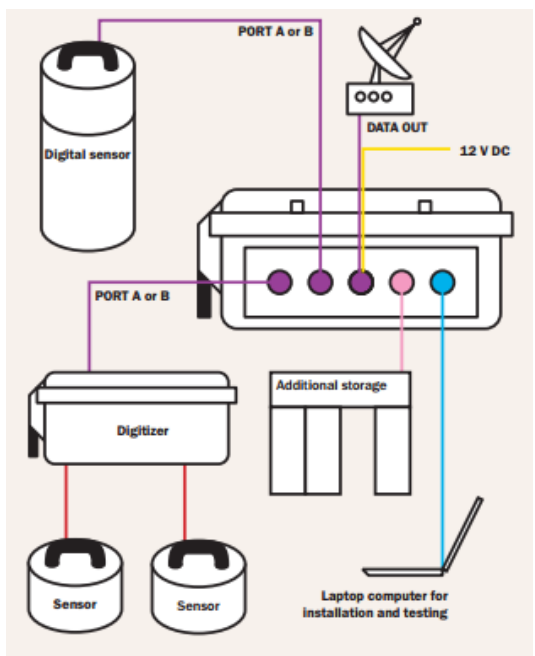 PORT A or B
DATA OUT
12 V DC
Digital sensor
PORT A or B
Additional storage
Digitizer
Sensor
Sensor
Laptop computer for
installation and testing